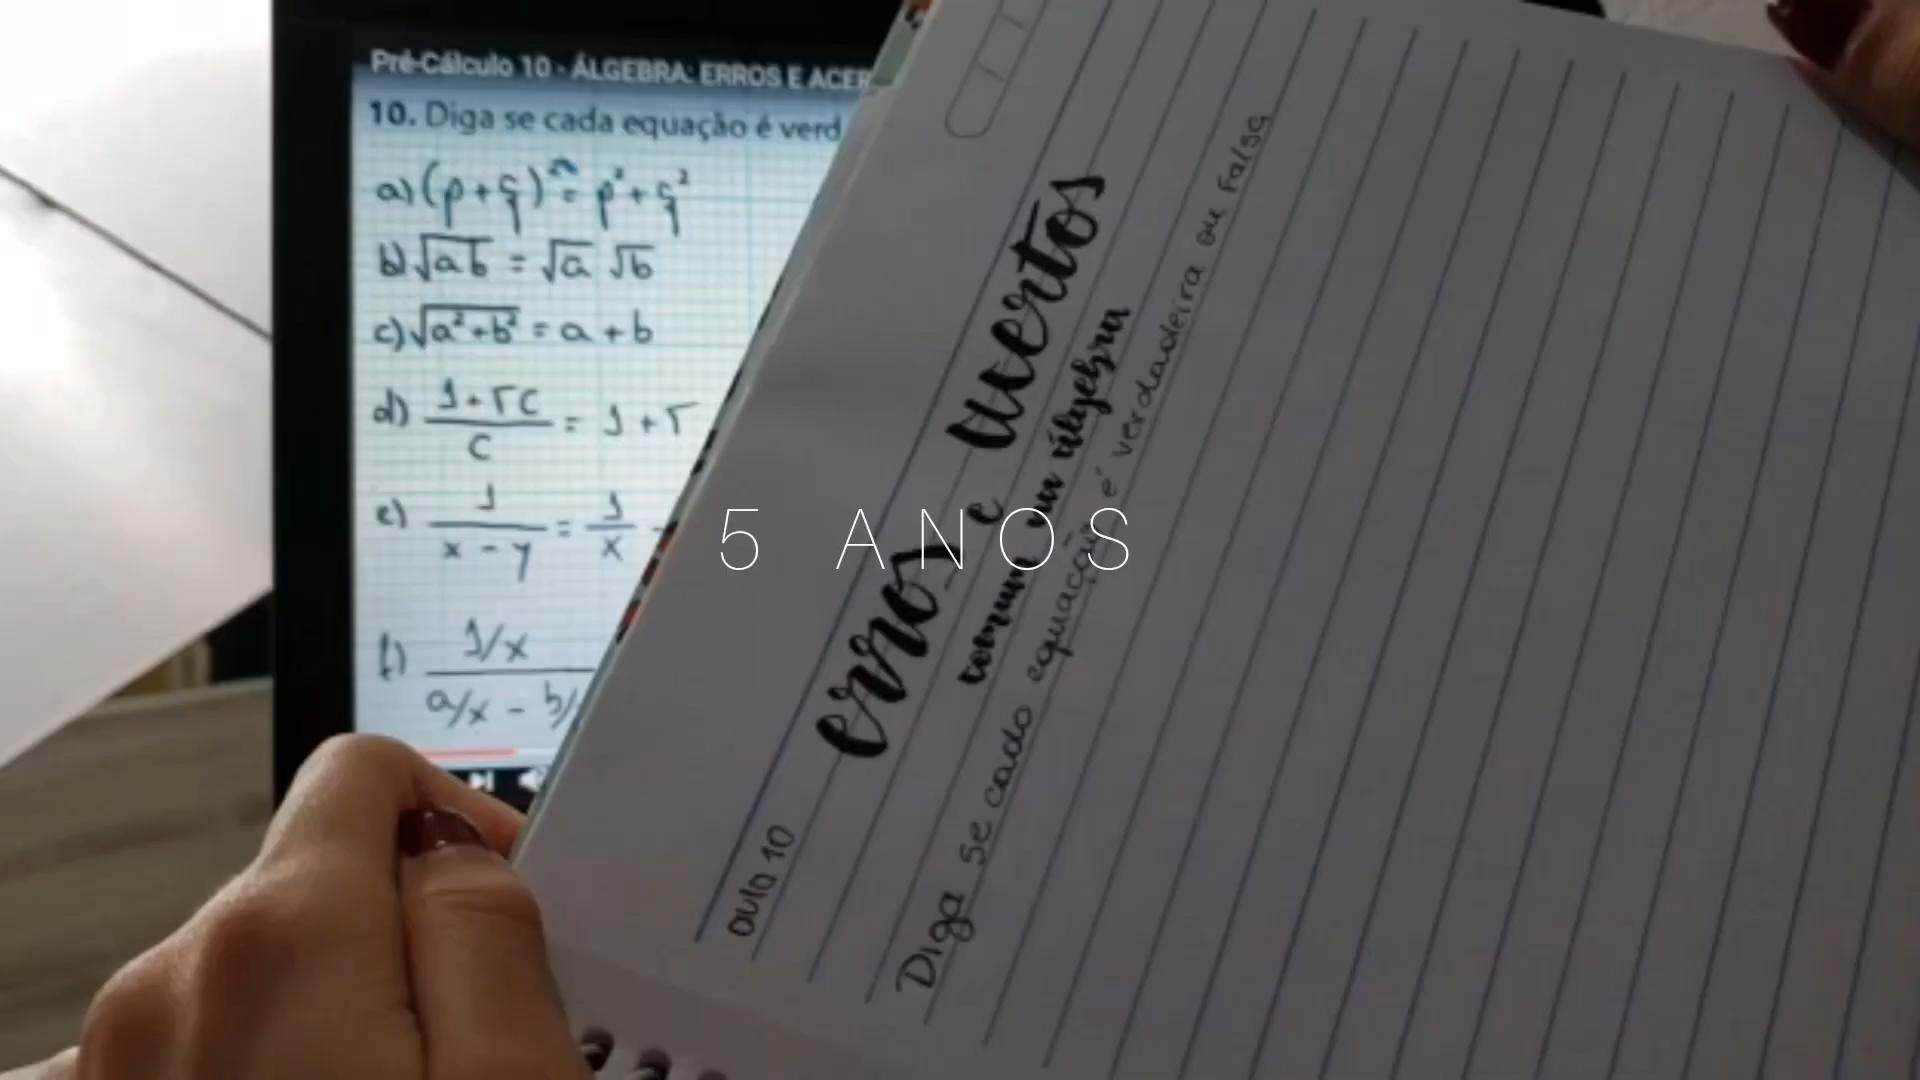 Pré-Cálculo 10 - ÁLGEBRA: ERROS E ACER
10. Diga se cada equação é verd
a) (p+q)² = p² + q²
b) √ab = √a √b
c) √a²+b² = a + b
d) 1+rc / c = 1 + r
e) 1 / x - y = 1 / x -
f) 1/x / a/x - b/
5 ANOS
aula 10
erros e acertos
comum em álgebra
Diga se cada equação é verdadeira ou falsa